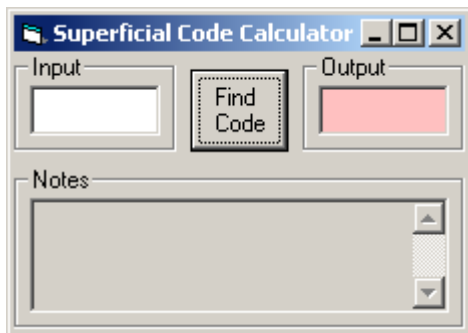 Superficial Code Calculator
Input
Find
Code
Output
Notes